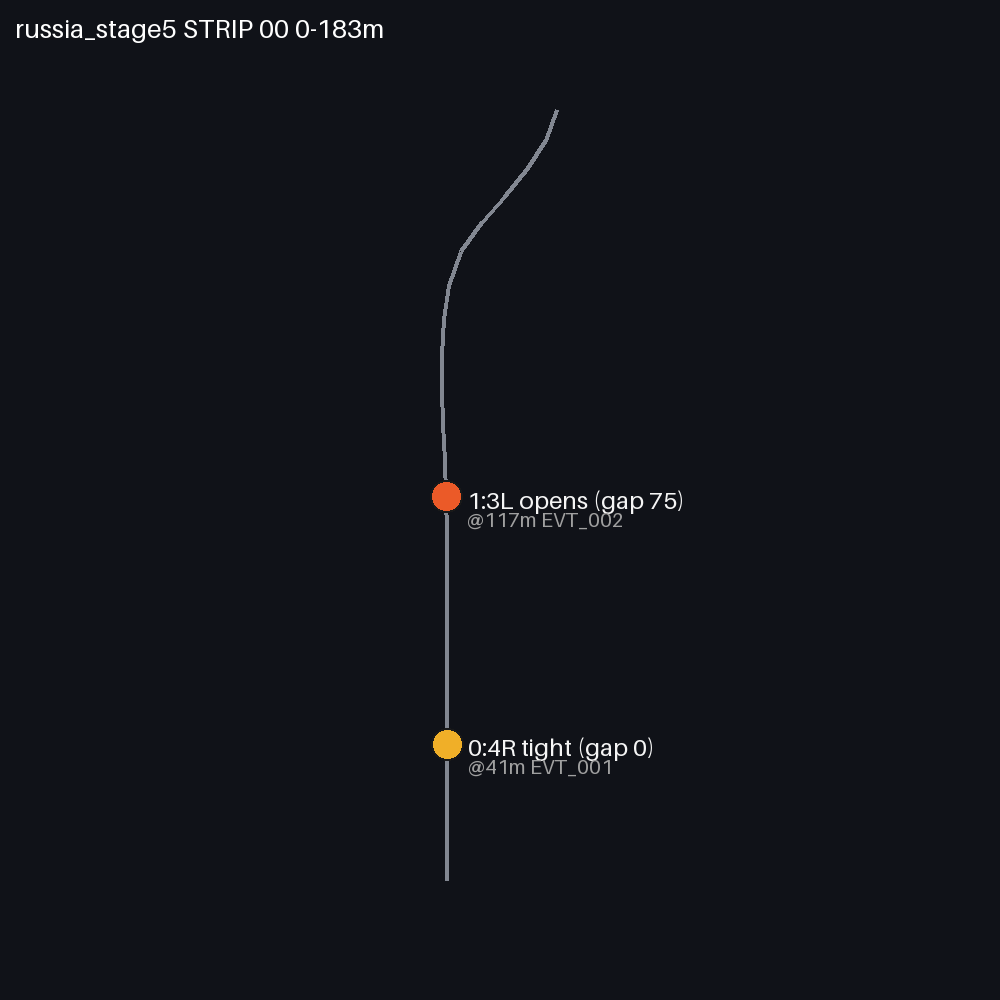 russia_stage5 STRIP 00 0-183m
1:3L opens (gap 75)
@117m EVT_002
0:4R tight (gap 0)
@41m EVT_001